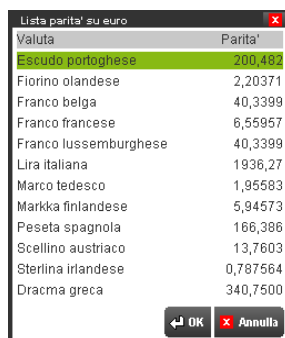 Lista parita' su euro
Valuta Parita'
Escudo portoghese 200,482
Fiorino olandese 2,20371
Franco belga 40,3399
Franco francese 6,55957
Franco lussemburghese 40,3399
Lira italiana 1936,27
Marco tedesco 1,95583
Markka finlandese 5,94573
Peseta spagnola 166,386
Scellino austriaco 13,7603
Sterlina irlandese 0,787564
Dracma greca 340,7500
OK X Annulla